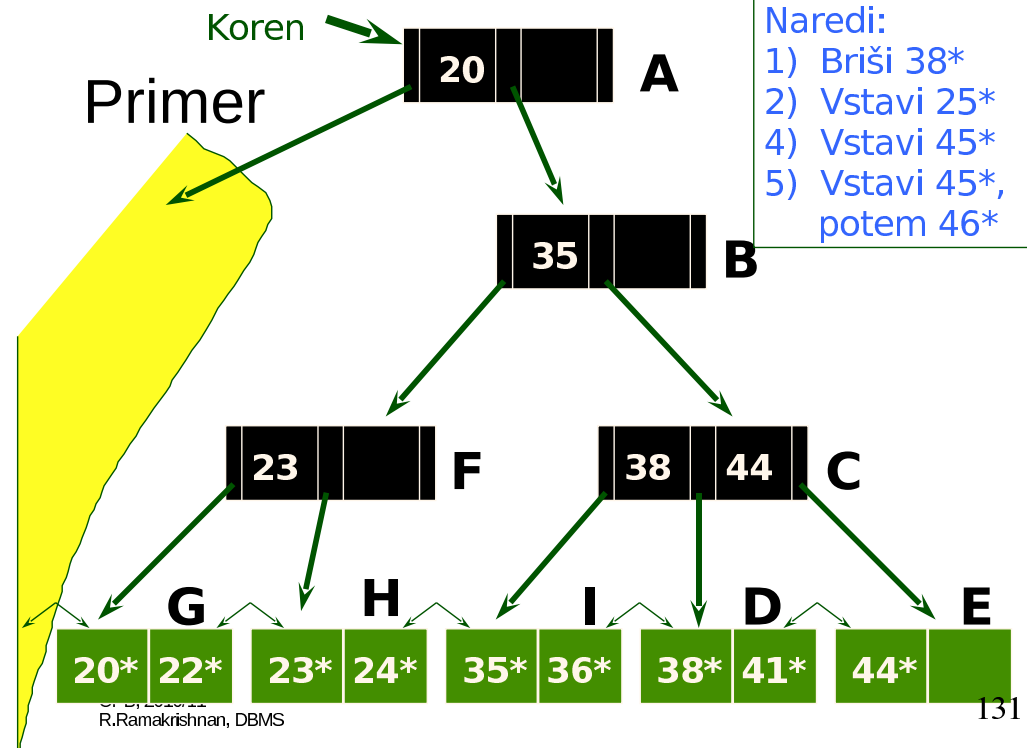 Koren
Primer
Naredi:
1) Briši 38*
2) Vstavi 25*
4) Vstavi 45*
5) Vstavi 45*,
potem 46*
20
A
35
B
23
F
38 44
C
G
H
I
D
E
20* 22*
23* 24*
35* 36*
38* 41*
44*
R.Ramakrishnan, DBMS
131